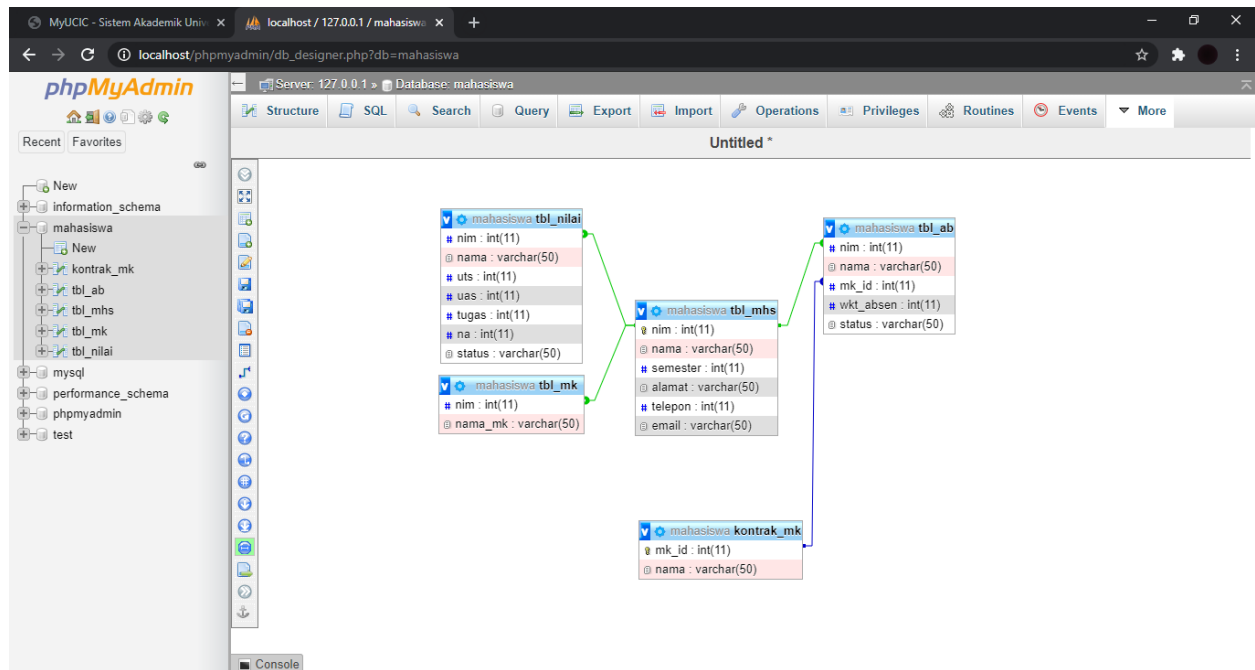 MyUCIC - Sistem Akademik Univ
localhost / 127.0.0.1 / mahasiswa
localhost/phpmyadmin/db_designer.php?db=mahasiswa
phpMyAdmin
Recent Favorites
New
information_schema
mahasiswa
New
kontrak_mk
tbl_ab
tbl_mhs
tbl_mk
tbl_nilai
mysql
performance_schema
phpmyadmin
test
Server: 127.0.0.1 » Database: mahasiswa
Structure SQL Search Query Export Import Operations Privileges Routines Events More
Untitled *
mahasiswa tbl_nilai
# nim : int(11)
nama : varchar(50)
# uts : int(11)
# uas : int(11)
# tugas : int(11)
# na : int(11)
status : varchar(50)
mahasiswa tbl_mk
# nim : int(11)
nama_mk : varchar(50)
mahasiswa tbl_mhs
nim : int(11)
nama : varchar(50)
# semester : int(11)
alamat : varchar(50)
# telepon : int(11)
email : varchar(50)
mahasiswa tbl_ab
# nim : int(11)
nama : varchar(50)
# mk_id : int(11)
# wkt_absen : int(11)
status : varchar(50)
mahasiswa kontrak_mk
mk_id : int(11)
nama : varchar(50)
Console